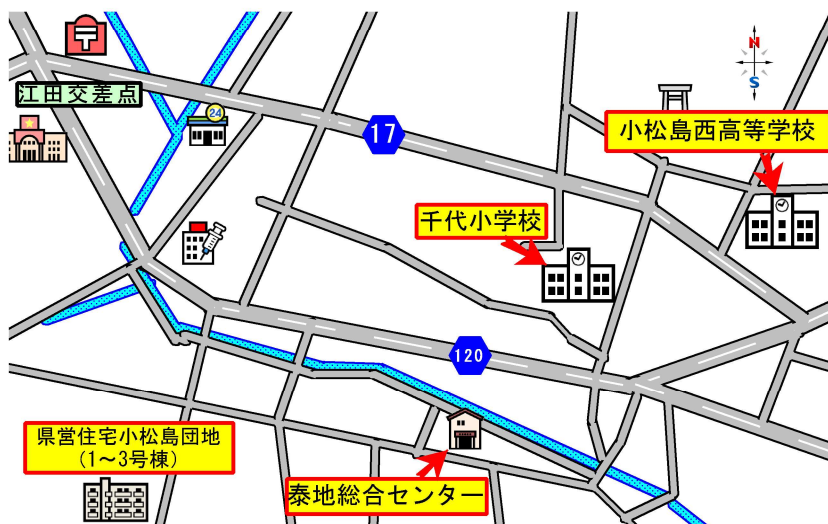 江田交差点
24
N
S
小松島西高等学校
17
千代小学校
120
県営住宅小松島団地
(1～3号棟)
泰地総合センター